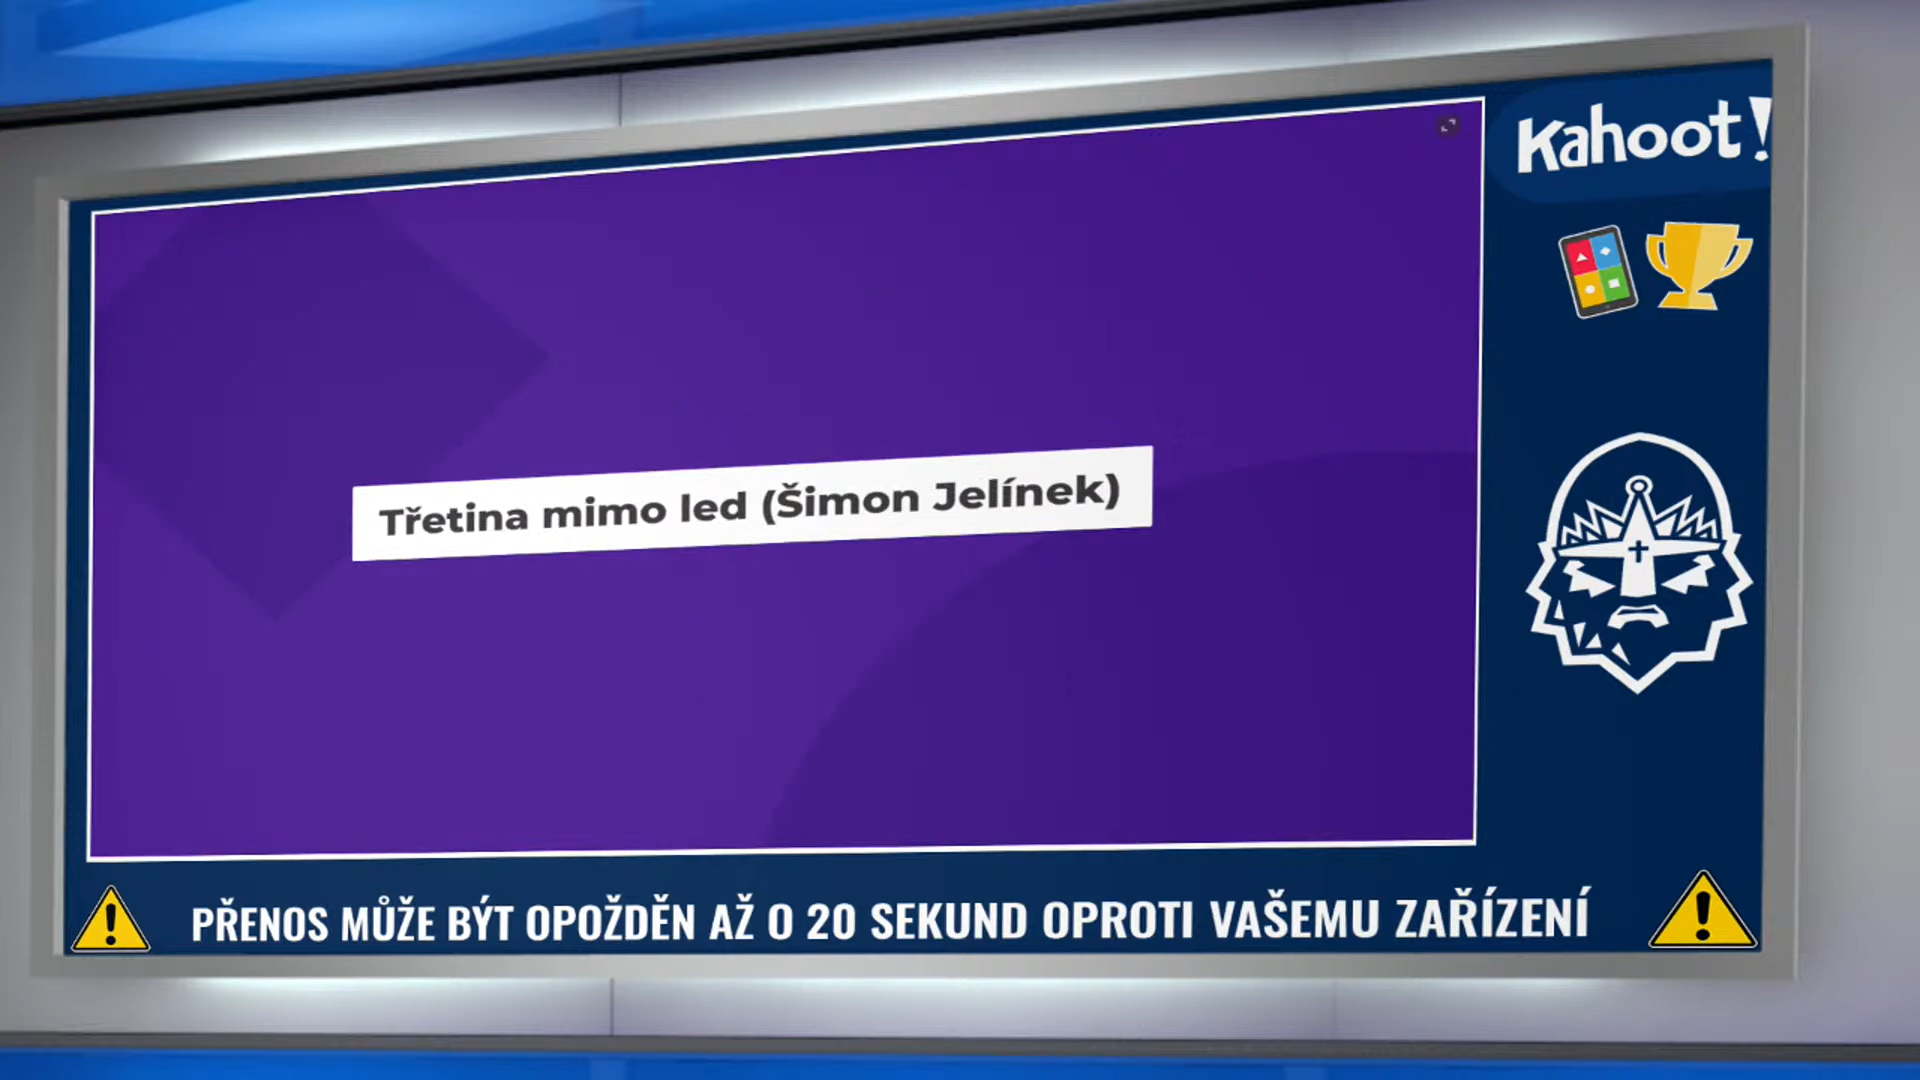 Kahoot!
Třetina mimo led (Šimon Jelínek)
PŘENOS MŮŽE BÝT OPOŽDĚN AŽ O 20 SEKUND OPROTI VAŠEMU ZAŘÍZENÍ